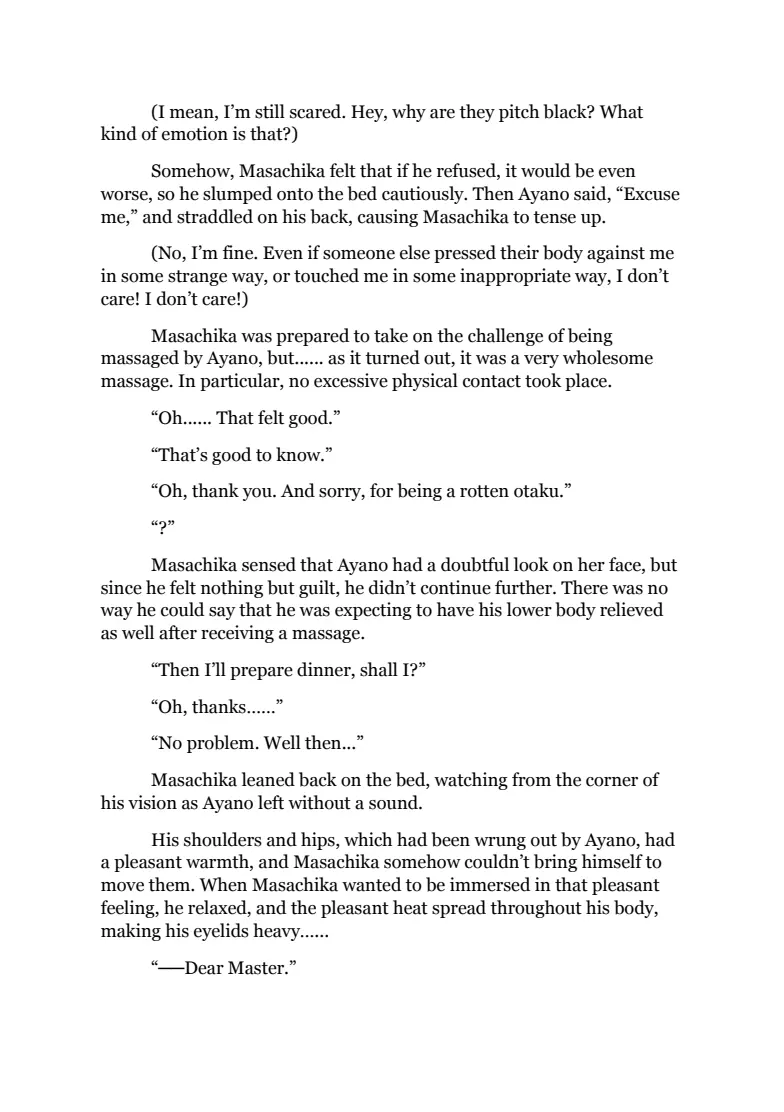 (I mean, I’m still scared. Hey, why are they pitch black? What
kind of emotion is that?)
Somehow, Masachika felt that if he refused, it would be even
worse, so he slumped onto the bed cautiously. Then Ayano said, “Excuse
me,” and straddled on his back, causing Masachika to tense up.
(No, I’m fine. Even if someone else pressed their body against me
in some strange way, or touched me in some inappropriate way, I don’t
care! I don’t care!)
Masachika was prepared to take on the challenge of being
massaged by Ayano, but...... as it turned out, it was a very wholesome
massage. In particular, no excessive physical contact took place.
“Oh...... That felt good.”
“That’s good to know.”
“Oh, thank you. And sorry, for being a rotten otaku.”
“?”
Masachika sensed that Ayano had a doubtful look on her face, but
since he felt nothing but guilt, he didn’t continue further. There was no
way he could say that he was expecting to have his lower body relieved
as well after receiving a massage.
“Then I’ll prepare dinner, shall I?”
“Oh, thanks......”
“No problem. Well then...”
Masachika leaned back on the bed, watching from the corner of
his vision as Ayano left without a sound.
His shoulders and hips, which had been wrung out by Ayano, had
a pleasant warmth, and Masachika somehow couldn’t bring himself to
move them. When Masachika wanted to be immersed in that pleasant
feeling, he relaxed, and the pleasant heat spread throughout his body,
making his eyelids heavy......
“──Dear Master.”